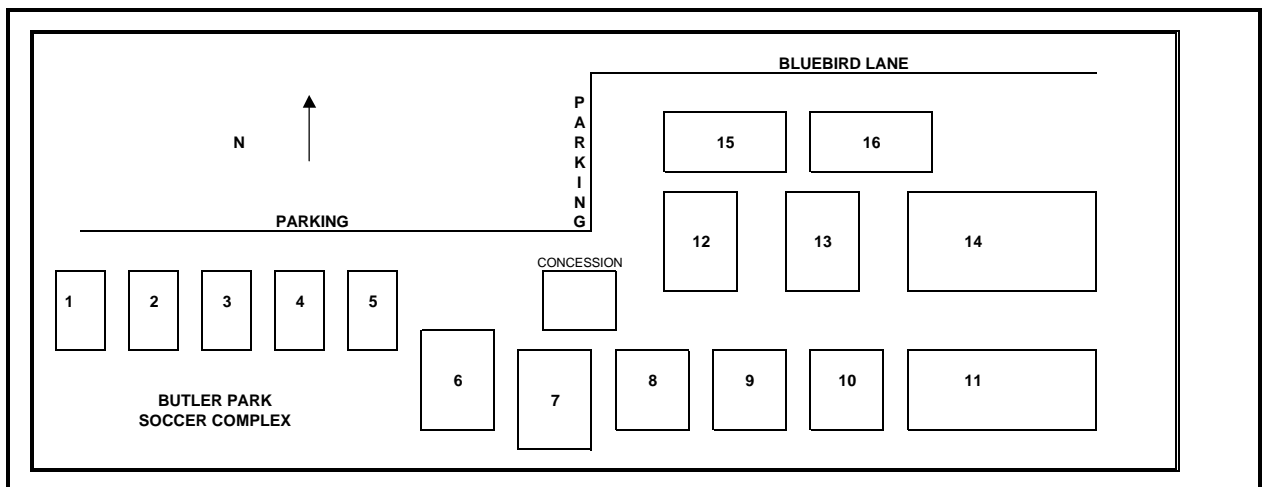 BLUEBIRD LANE
PARKING
N
15 16
PARKING
12 13 14
CONCESSION
1 2 3 4 5
6 7 8 9 10 11
BUTLER PARK
SOCCER COMPLEX